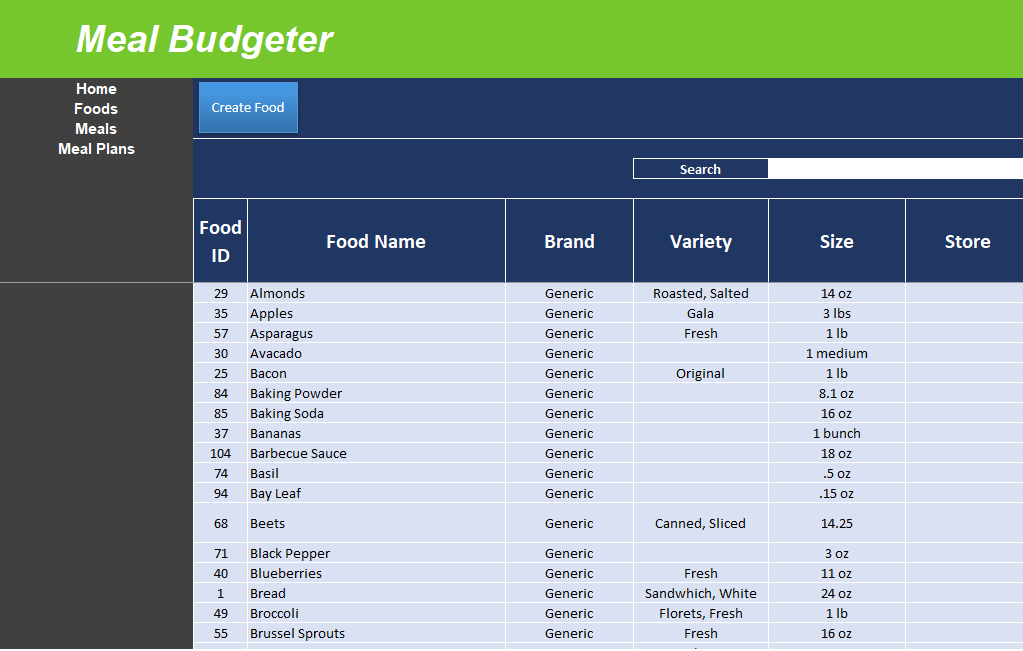 Meal Budgeter
Home
Foods
Meals
Meal Plans
Create Food
Search
Food ID Food Name Brand Variety Size Store
29 Almonds Generic Roasted, Salted 14 oz
35 Apples Generic Gala 3 lbs
57 Asparagus Generic Fresh 1 lb
30 Avacado Generic 1 medium
25 Bacon Generic Original 1 lb
84 Baking Powder Generic 8.1 oz
85 Baking Soda Generic 16 oz
37 Bananas Generic 1 bunch
104 Barbecue Sauce Generic 18 oz
74 Basil Generic .5 oz
94 Bay Leaf Generic .15 oz
68 Beets Generic Canned, Sliced 14.25
71 Black Pepper Generic 3 oz
40 Blueberries Generic Fresh 11 oz
1 Bread Generic Sandwhich, White 24 oz
49 Broccoli Generic Florets, Fresh 1 lb
55 Brussel Sprouts Generic Fresh 16 oz